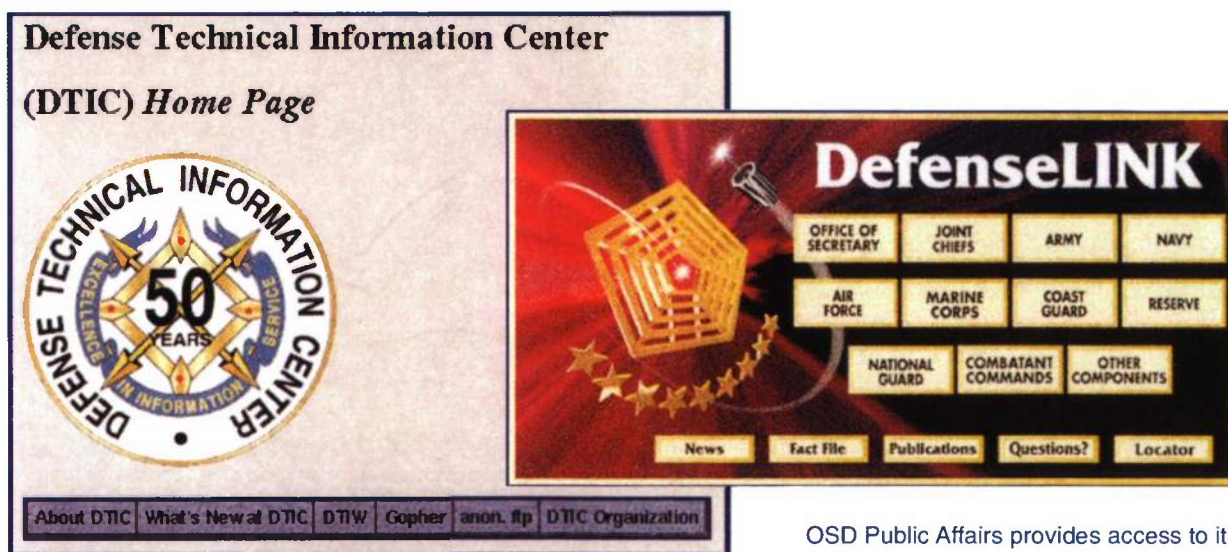 Defense Technical Information Center
(DTIC) Home Page
DEFENSE TECHNICAL INFORMATION CENTER
50
YEARS
EXCELLENCE
IN INFORMATION
SERVICE
About DTIC What's New at DTIC DTIW Gopher anon. ftp DTIC Organization
DefenseLINK
OFFICE OF
SECRETARY
JOINT
CHIEFS
ARMY
NAVY
AIR
FORCE
MARINE
CORPS
COAST
GUARD
RESERVE
NATIONAL
GUARD
COMBATANT
COMMANDS
OTHER
COMPONENTS
News Fact File Publications Questions? Locator
OSD Public Affairs provides access to it